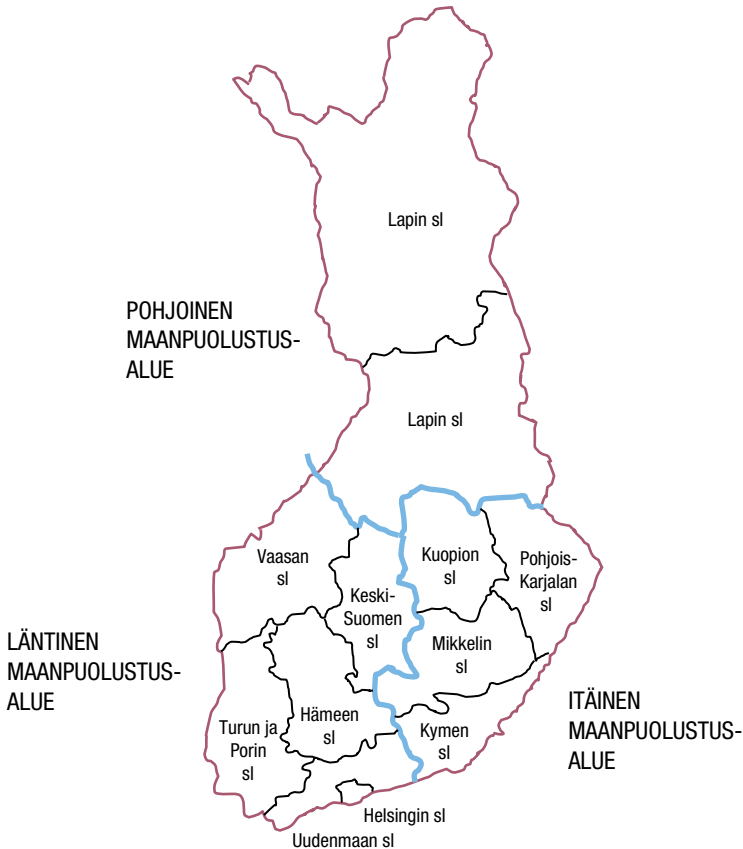 Lapin sl
POHJOINEN
MAANPUOLUSTUS-
ALUE
Lapin sl
Vaasan
sl
Kuopion
sl
Pohjois-
Karjalan
sl
Keski-
Suomen
sl
LÄNTINEN
MAANPUOLUSTUS-
ALUE
Mikkelin
sl
ITÄINEN
MAANPUOLUSTUS-
ALUE
Turun ja
Porin
sl
Hämeen
sl
Kymen
sl
Helsingin sl
Uudenmaan sl